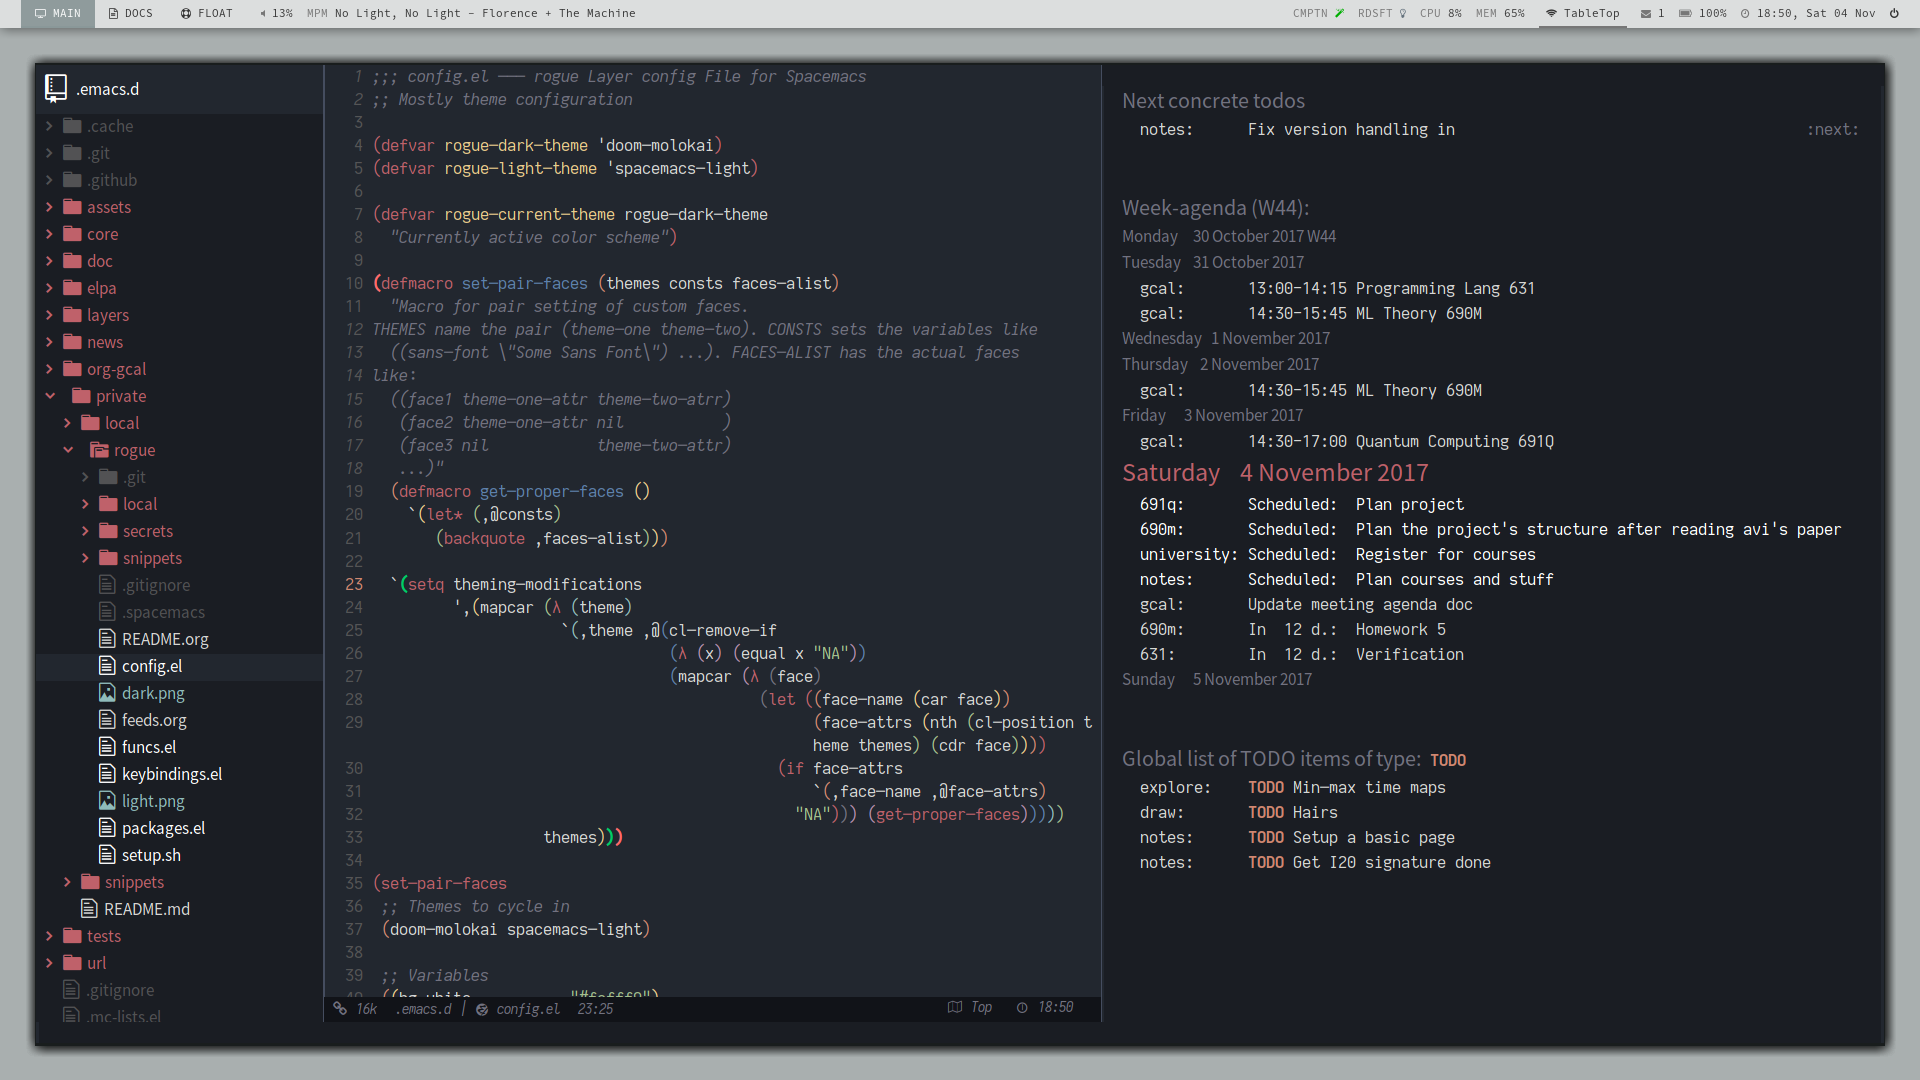 MAIN DOCS FLOAT 13% MPM No Light, No Light - Florence + The Machine CMPTN RDSFT CPU 8% MEM 65% TableTop 1 100% 18:50, Sat 04 Nov
.emacs.d
.cache
.git
.github
assets
core
doc
elpa
layers
news
org-gcal
private
local
rogue
.git
local
secrets
snippets
.gitignore
.spacemacs
README.org
config.el
dark.png
feeds.org
funcs.el
keybindings.el
light.png
packages.el
setup.sh
snippets
README.md
tests
url
.gitignore
.mc-lists.el
1 ;;; config.el ─── rogue Layer config File for Spacemacs
2 ;; Mostly theme configuration
3
4 (defvar rogue-dark-theme 'doom-molokai)
5 (defvar rogue-light-theme 'spacemacs-light)
6
7 (defvar rogue-current-theme rogue-dark-theme
8 "Currently active color scheme")
9
10 (defmacro set-pair-faces (themes consts faces-alist)
11 "Macro for pair setting of custom faces.
12 THEMES name the pair (theme-one theme-two). CONSTS sets the variables like
13 ((sans-font \"Some Sans Font\") ...). FACES-ALIST has the actual faces
14 like:
15 ((face1 theme-one-attr theme-two-atrr)
16 (face2 theme-one-attr nil )
17 (face3 nil theme-two-attr)
18 ...)"
19 (defmacro get-proper-faces ()
20 `(let* (,@consts)
21 (backquote ,faces-alist)))
22
23 `(setq theming-modifications
24 ',(mapcar (λ (theme)
25 `(,theme ,@(cl-remove-if
26 (λ (x) (equal x "NA"))
27 (mapcar (λ (face)
28 (let ((face-name (car face))
29 (face-attrs (nth (cl-position t
heme themes) (cdr face))))
30 (if face-attrs
31 `(,face-name ,@face-attrs)
32 "NA"))) (get-proper-faces)))))
33 themes)))
34
35 (set-pair-faces
36 ;; Themes to cycle in
37 (doom-molokai spacemacs-light)
38
39 ;; Variables
16k .emacs.d | config.el 23:25 Top 18:50
Next concrete todos
notes: Fix version handling in :next:
Week-agenda (W44):
Monday 30 October 2017 W44
Tuesday 31 October 2017
gcal: 13:00-14:15 Programming Lang 631
gcal: 14:30-15:45 ML Theory 690M
Wednesday 1 November 2017
Thursday 2 November 2017
gcal: 14:30-15:45 ML Theory 690M
Friday 3 November 2017
gcal: 14:30-17:00 Quantum Computing 691Q
Saturday 4 November 2017
691q: Scheduled: Plan project
690m: Scheduled: Plan the project's structure after reading avi's paper
university: Scheduled: Register for courses
notes: Scheduled: Plan courses and stuff
gcal: Update meeting agenda doc
690m: In 12 d.: Homework 5
631: In 12 d.: Verification
Sunday 5 November 2017
Global list of TODO items of type: TODO
explore: TODO Min-max time maps
draw: TODO Hairs
notes: TODO Setup a basic page
notes: TODO Get I20 signature done